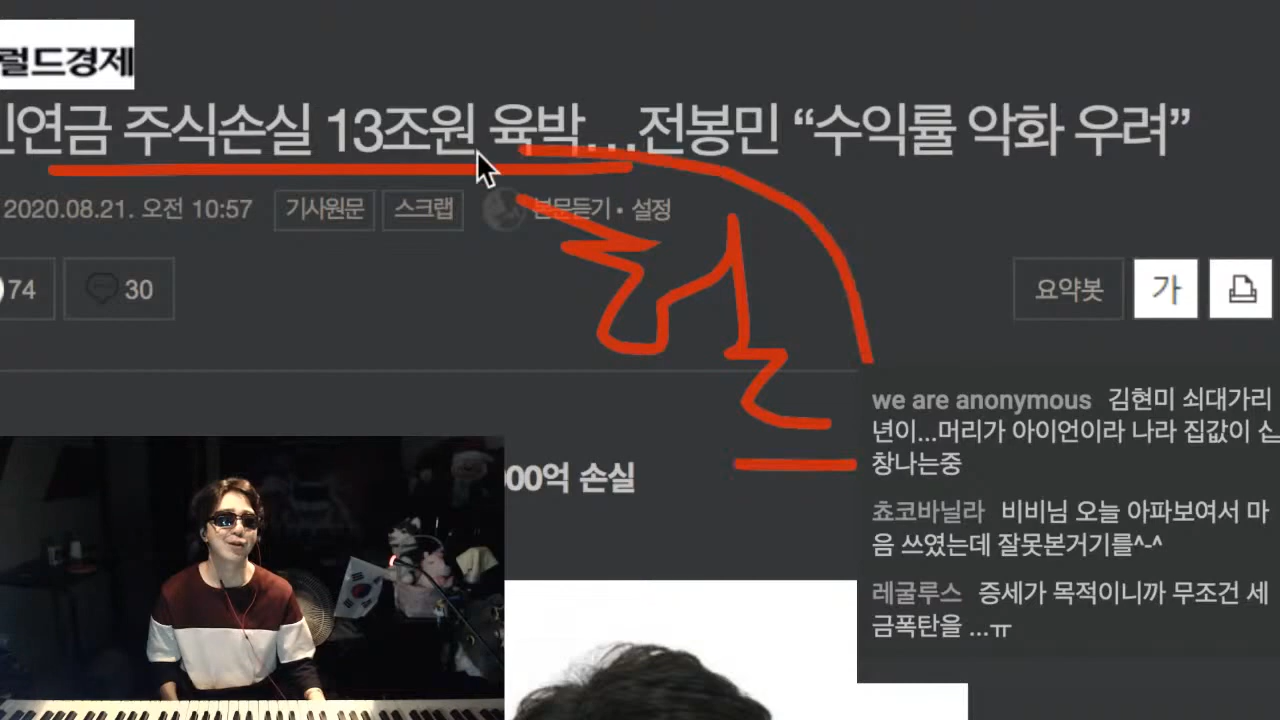 럴드경제
민연금 주식손실 13조원 육박...전봉민 “수익률 악화 우려”
2020.08.21. 오전 10:57 기사원문 스크랩 본문듣기 · 설정
74 30 요약봇 가
헐
we are anonymous 김현미 쇠대가리
년이...머리가 아이언이라 나라 집값이 신
창나는중
00억 손실
쵸코바닐라 비비님 오늘 아파보여서 마
음 쓰였는데 잘못본거기를^-^
레굴루스 증세가 목적이니까 무조건 세
금폭탄을 ...ㅠ